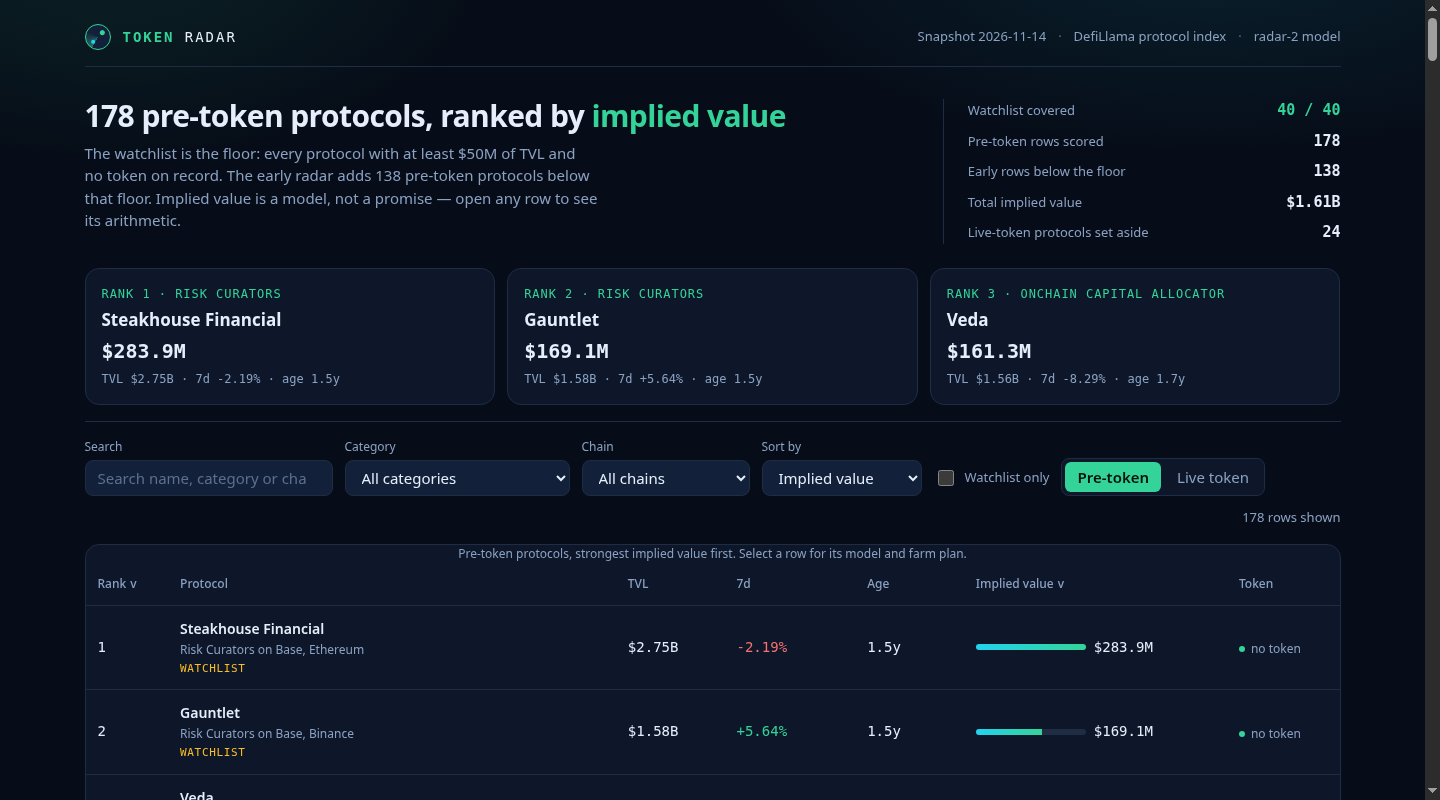 TOKEN RADAR
Snapshot 2026-11-14 · DefiLlama protocol index · radar-2 model
178 pre-token protocols, ranked by implied value
The watchlist is the floor: every protocol with at least $50M of TVL and
no token on record. The early radar adds 138 pre-token protocols below
that floor. Implied value is a model, not a promise — open any row to see
its arithmetic.
Watchlist covered 40 / 40
Pre-token rows scored 178
Early rows below the floor 138
Total implied value $1.61B
Live-token protocols set aside 24
RANK 1 · RISK CURATORS
Steakhouse Financial
$283.9M
TVL $2.75B · 7d -2.19% · age 1.5y
RANK 2 · RISK CURATORS
Gauntlet
$169.1M
TVL $1.58B · 7d +5.64% · age 1.5y
RANK 3 · ONCHAIN CAPITAL ALLOCATOR
Veda
$161.3M
TVL $1.56B · 7d -8.29% · age 1.7y
Search
Search name, category or cha
Category
All categories
Chain
All chains
Sort by
Implied value
Watchlist only
Pre-token
Live token
178 rows shown
Pre-token protocols, strongest implied value first. Select a row for its model and farm plan.
Rank v Protocol TVL 7d Age Implied value v Token
Steakhouse Financial
Risk Curators on Base, Ethereum
WATCHLIST
1 $2.75B -2.19% 1.5y $283.9M no token
Gauntlet
Risk Curators on Base, Binance
WATCHLIST
2 $1.58B +5.64% 1.5y $169.1M no token
Veda